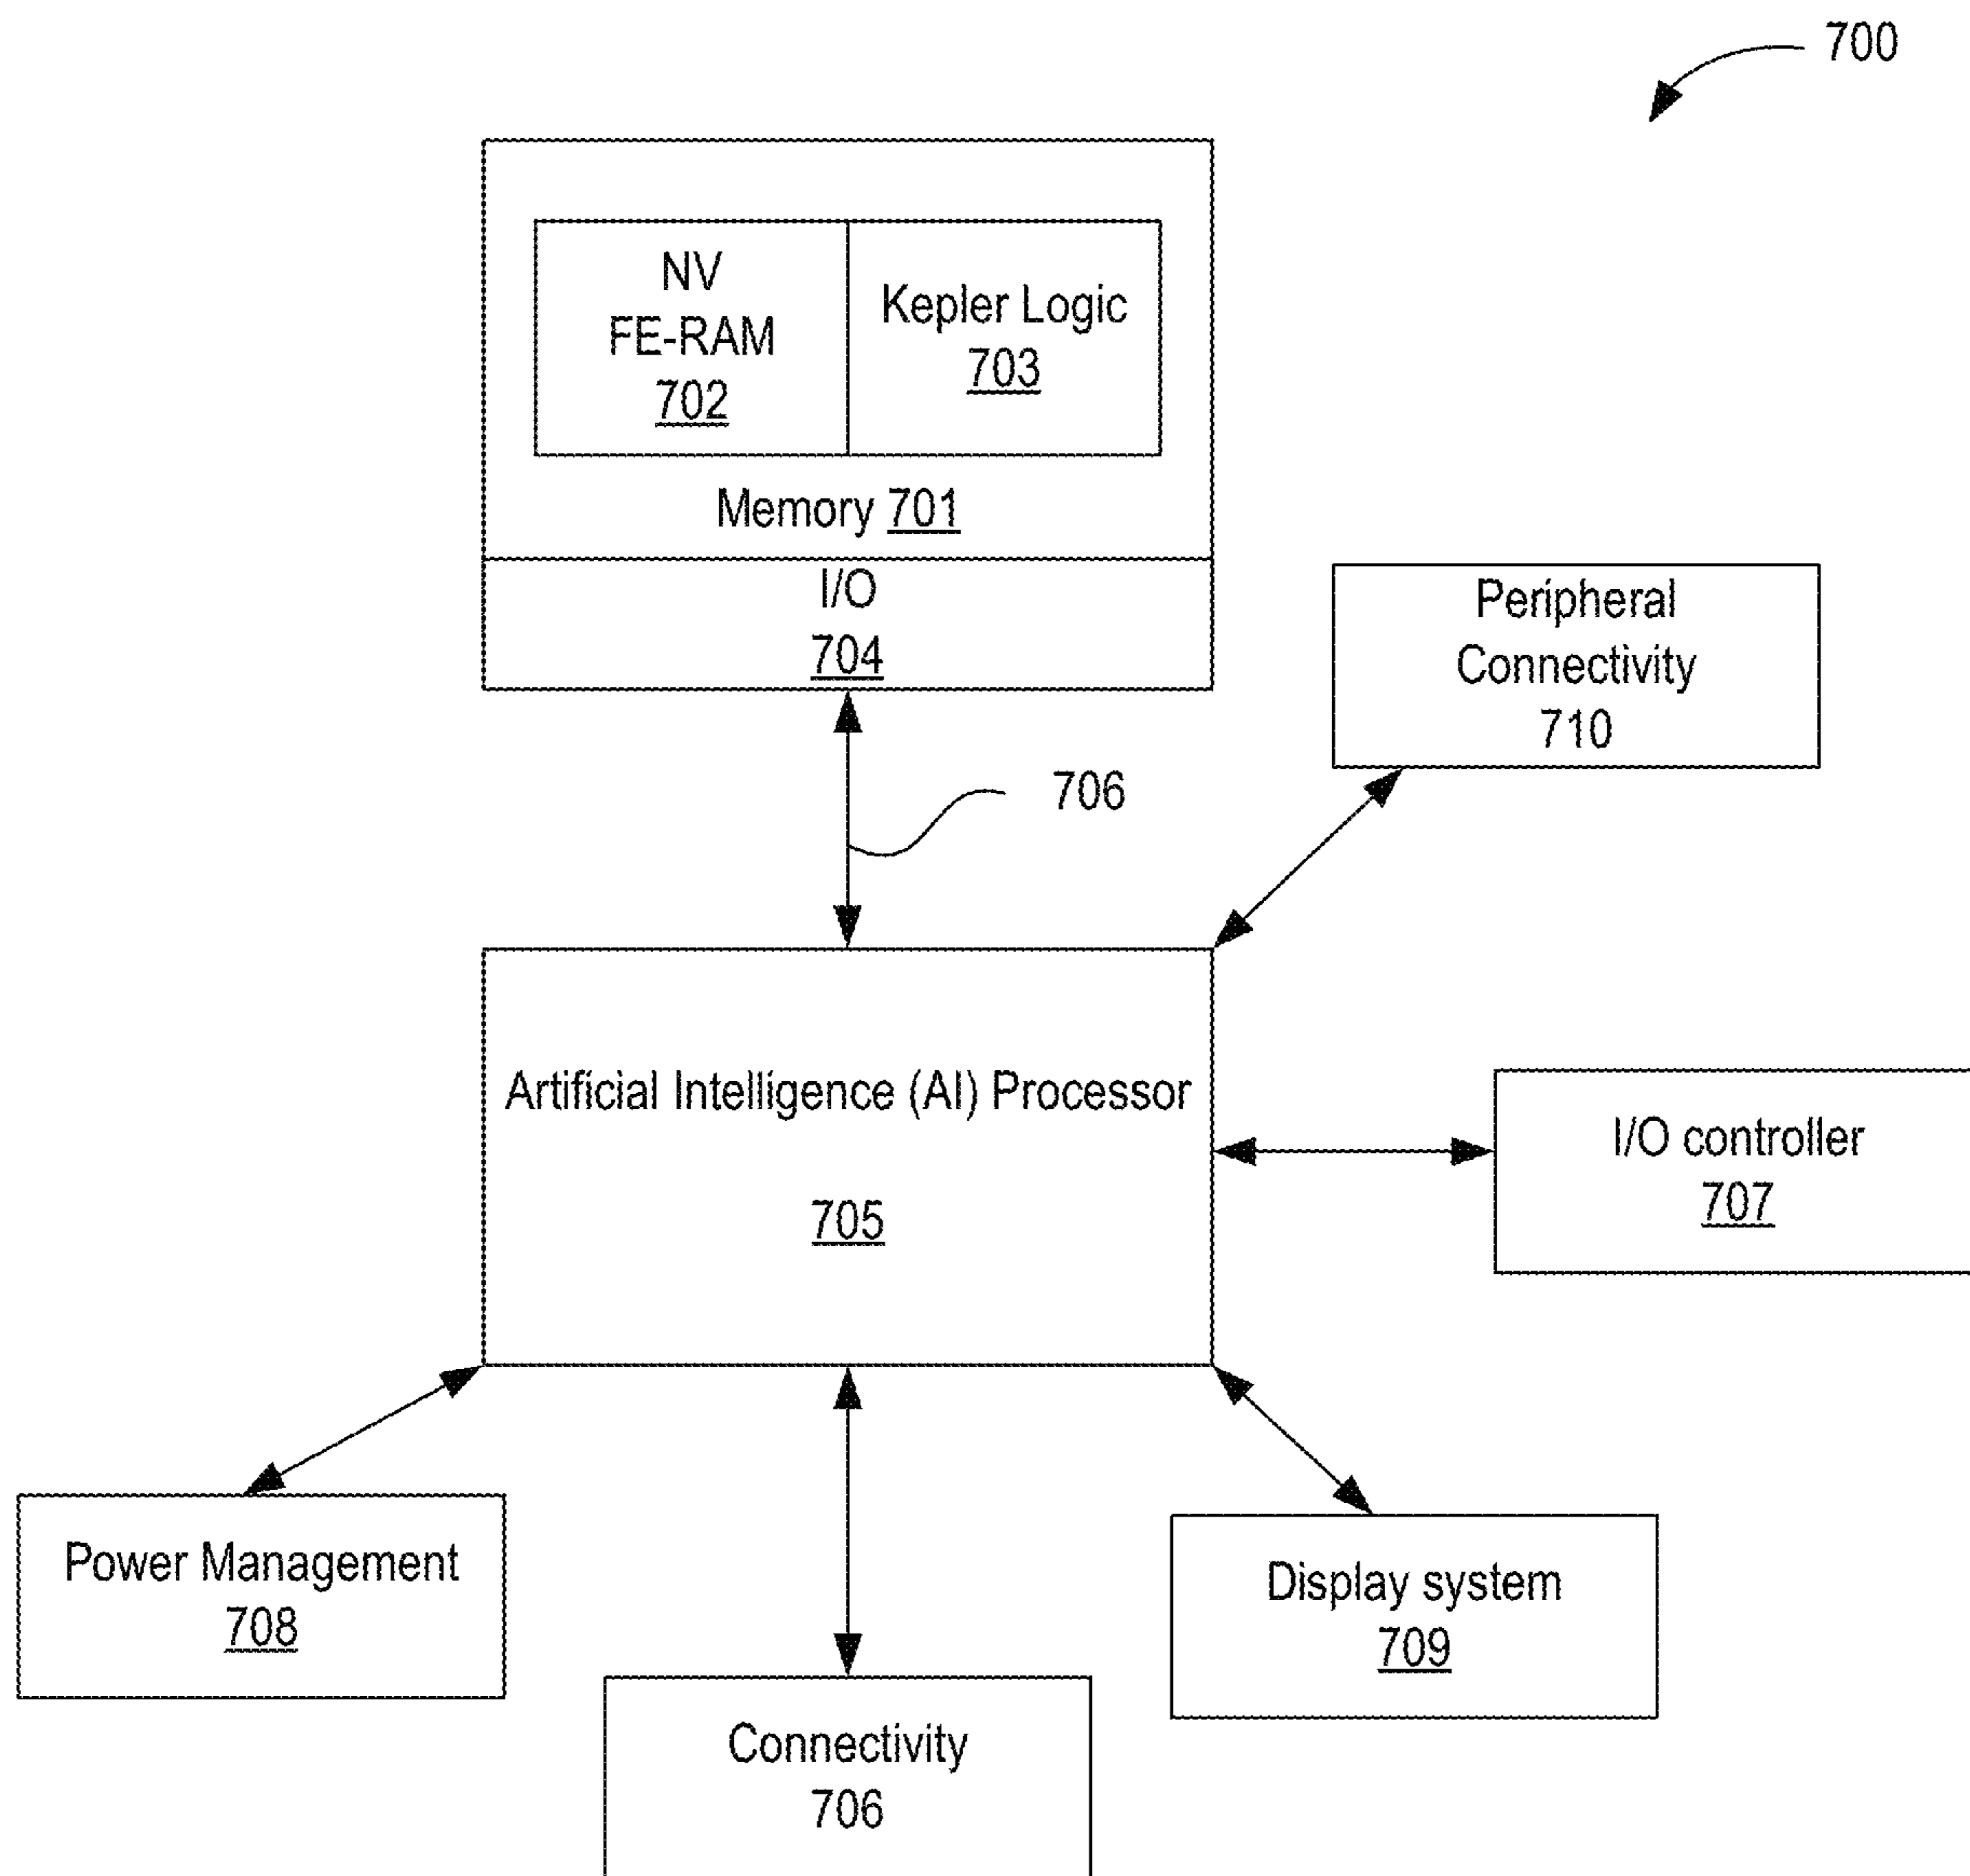 700
NV
FE-RAM
702
Kepler Logic
703
Memory 701
I/O
704
Peripheral
Connectivity
710
706
Artificial Intelligence (AI) Processor
705
I/O controller
707
Power Management
708
Display system
709
Connectivity
706